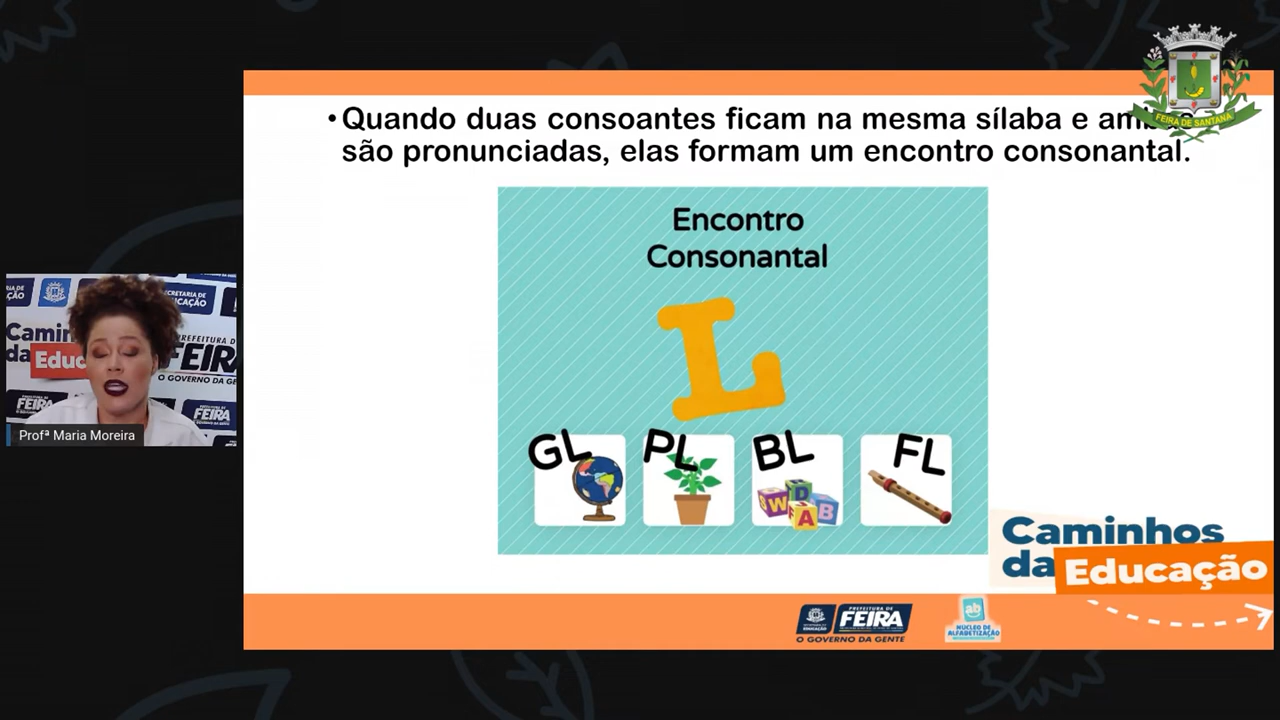 • Quando duas consoantes ficam na mesma sílaba e
são pronunciadas, elas formam um encontro consonantal.
FEIRA DE SANTANA
Encontro
Consonantal
L
GL PL BL FL
Profª Maria Moreira
Caminhos
da Educação
PREFEITURA DE
FEIRA
EDUCAÇÃO
O GOVERNO DA GENTE
ab
NÚCLEO DE
ALFABETIZAÇÃO